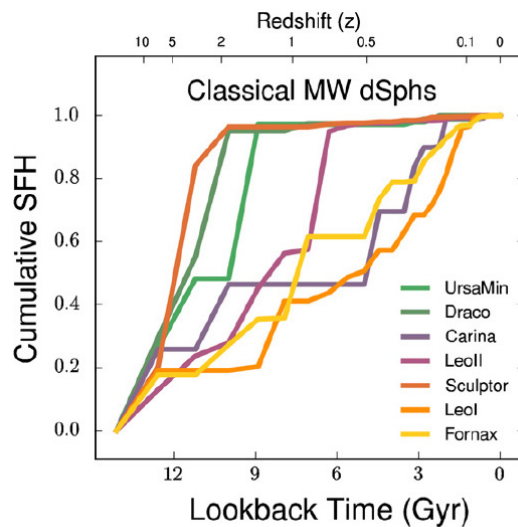 Redshift (z)
10 5 2 1 0.5 0.1 0
Classical MW dSphs
1.0
0.8
0.6
0.4
0.2
0.0
Cumulative SFH
UrsaMin
Draco
Carina
LeoII
Sculptor
LeoI
Fornax
12 9 6 3 0
Lookback Time (Gyr)